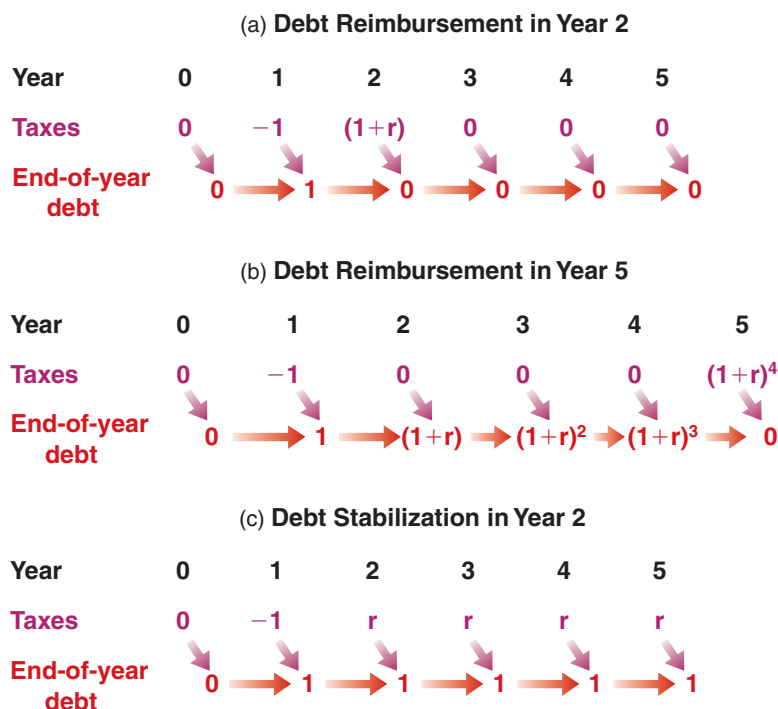 (a) Debt Reimbursement in Year 2
Year 0 1 2 3 4 5
Taxes 0 −1 (1+r) 0 0 0
End-of-year
debt
0 1 0 0 0 0
(b) Debt Reimbursement in Year 5
Year 0 1 2 3 4 5
Taxes 0 −1 0 0 0 (1+r)⁴
End-of-year
debt
0 1 (1+r) (1+r)² (1+r)³ 0
(c) Debt Stabilization in Year 2
Year 0 1 2 3 4 5
Taxes 0 −1 r r r r
End-of-year
debt
0 1 1 1 1 1